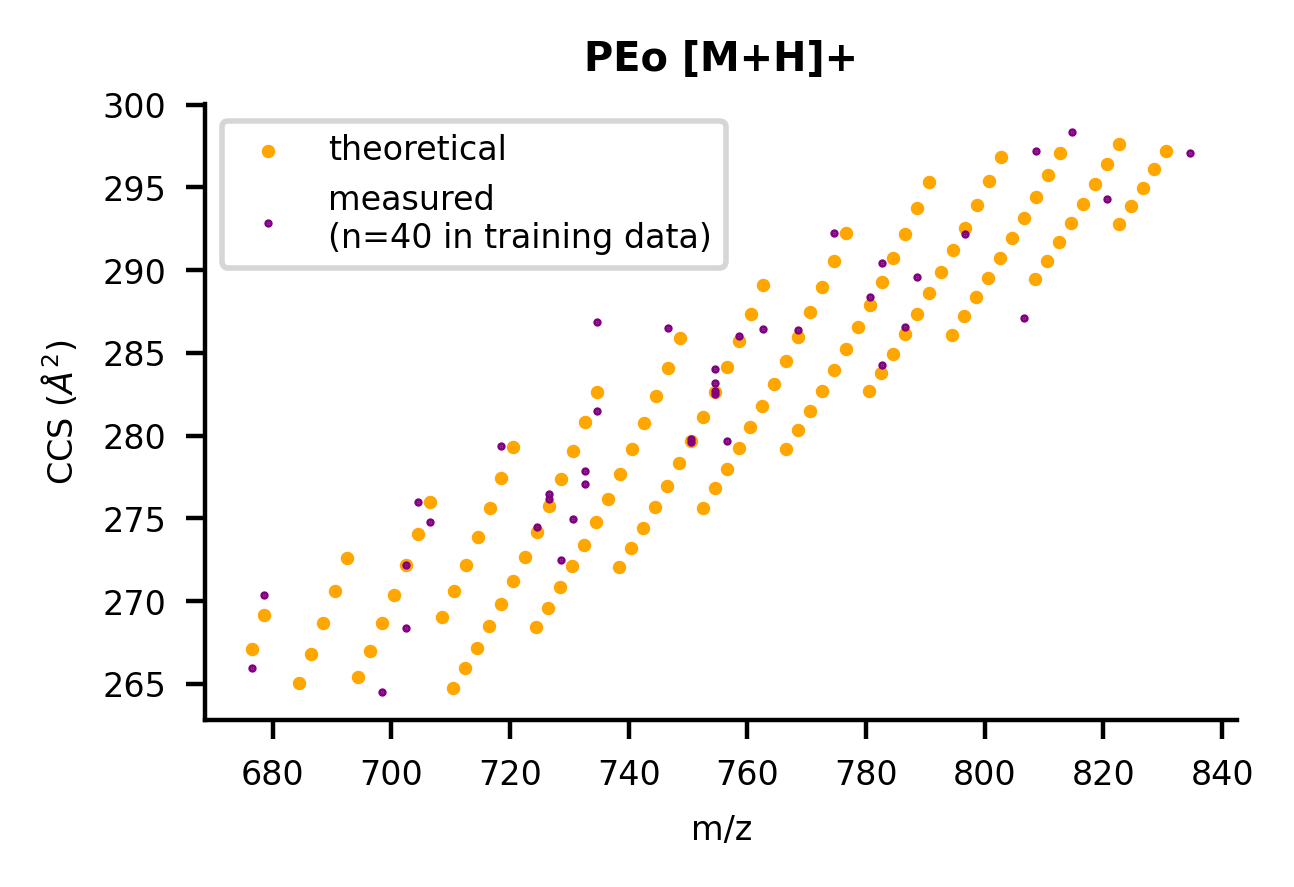 PEo [M+H]+
300
295
290
285
280
275
270
265
CCS (Å²)
theoretical
measured
(n=40 in training data)
680 700 720 740 760 780 800 820 840
m/z